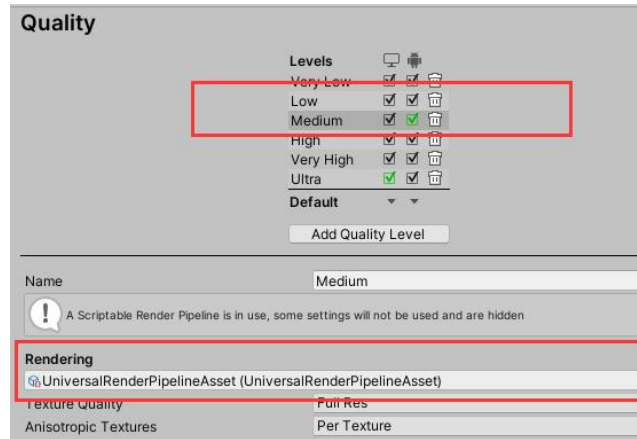 Quality
Levels
Very Low
Low
Medium
High
Very High
Ultra
Default
Add Quality Level
Name Medium
! A Scriptable Render Pipeline is in use, some settings will not be used and are hidden
Rendering
UniversalRenderPipelineAsset (UniversalRenderPipelineAsset)
Texture Quality Full Res
Anisotropic Textures Per Texture